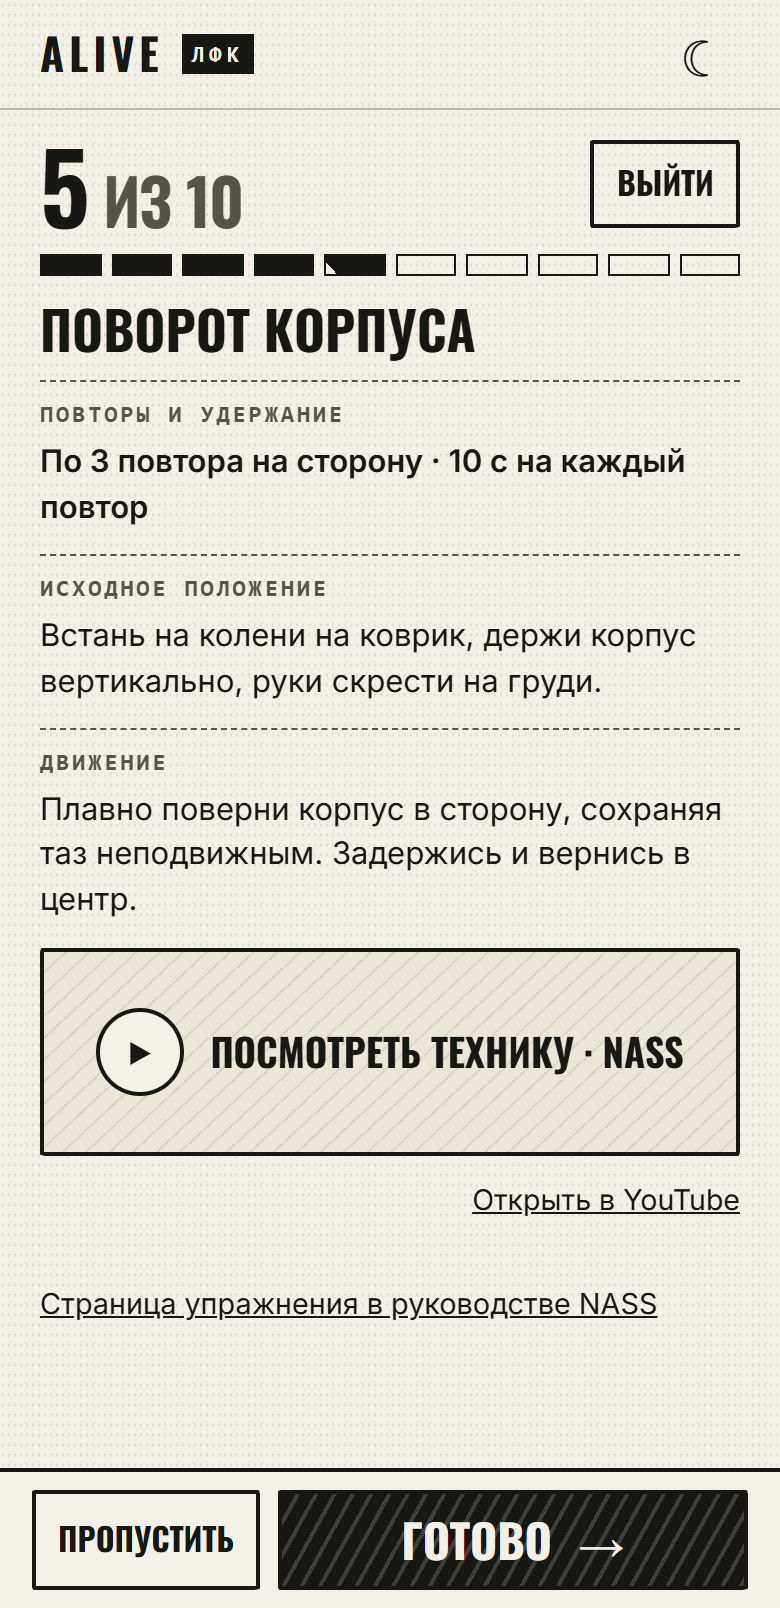 ALIVE ЛФК
5 ИЗ 10
ВЫЙТИ
ПОВОРОТ КОРПУСА
ПОВТОРЫ И УДЕРЖАНИЕ
По 3 повтора на сторону · 10 с на каждый
повтор
ИСХОДНОЕ ПОЛОЖЕНИЕ
Встань на колени на коврик, держи корпус
вертикально, руки скрести на груди.
ДВИЖЕНИЕ
Плавно поверни корпус в сторону, сохраняя
таз неподвижным. Задержись и вернись в
центр.
ПОСМОТРЕТЬ ТЕХНИКУ · NASS
Открыть в YouTube
Страница упражнения в руководстве NASS
ПРОПУСТИТЬ
ГОТОВО →